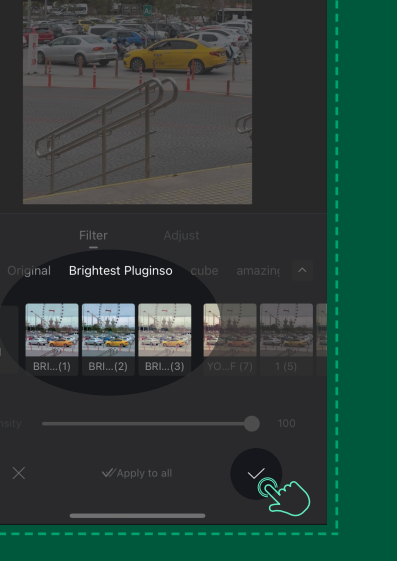 Filter Adjust
Original Brightest Pluginso cube amazing
BRI...(1) BRI...(2) BRI...(3) YO...F (7) 1 (5)
100
Apply to all